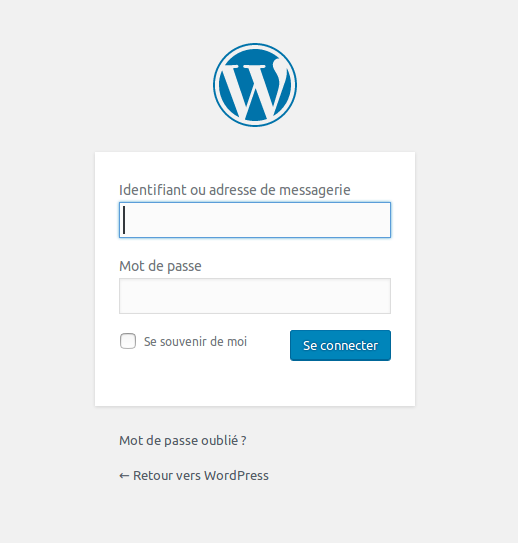 Identifiant ou adresse de messagerie
Mot de passe
Se souvenir de moi
Se connecter
Mot de passe oublié ?
← Retour vers WordPress